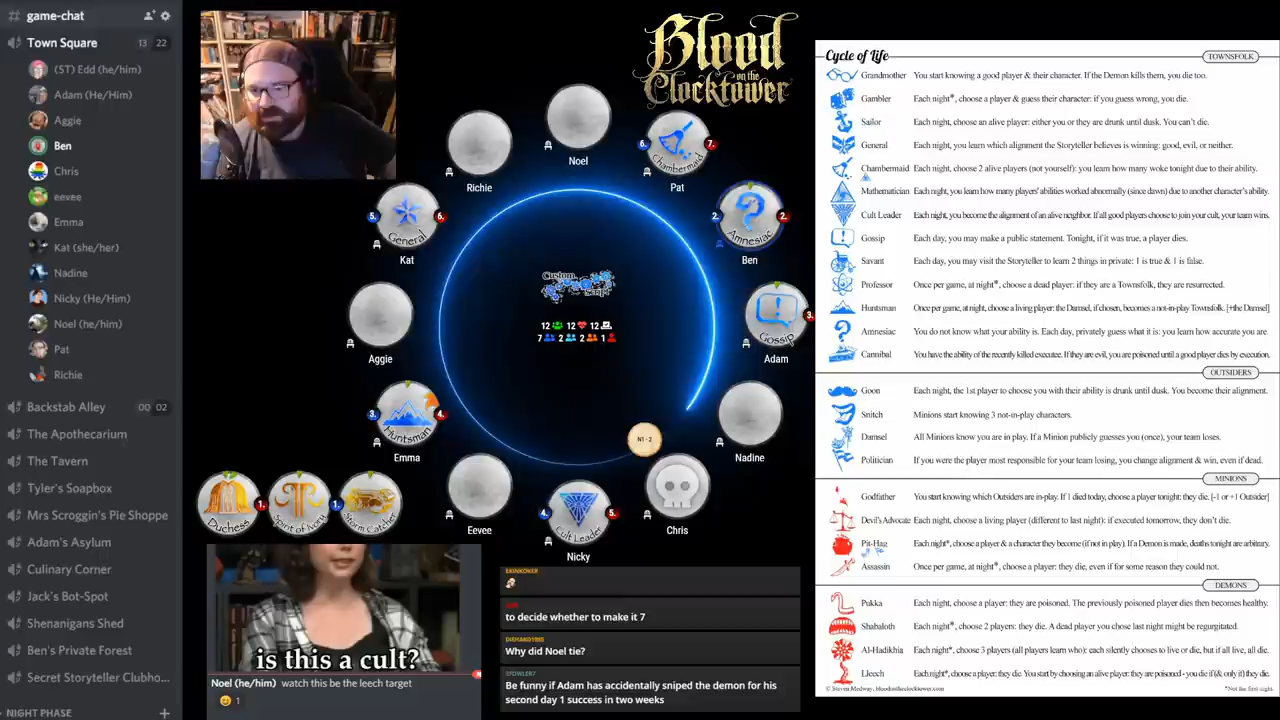 # game-chat
Town Square 13 22
(ST) Edd (he/him)
Adam (He/Him)
Aggie
Ben
Chris
eevee
Emma
Kat (she/her)
Nadine
Nicky (He/Him)
Noel (he/him)
Pat
Richie
Backstab Alley 00 02
The Apothecarium
The Tavern
Tyler's Soapbox
Mrs Scroggin's Pie Shoppe
Adam's Asylum
Culinary Corner
Jack's Bot-Spot
Shenanigans Shed
Ben's Private Forest
Secret Storyteller Clubho...
NIGHT PHASE
Blood
on the
Clocktower
Noel
Richie
6. 7.
Chambermaid
Pat
5. 6.
General
Kat
2. 2.
Amnesiac
Ben
Custom
Script
12 12 12
7 2 2 1
Aggie
3.
Gossip
Adam
3. 4.
Huntsman
Emma
N1 - 2
Nadine
Eevee
4. 5.
Cult Leader
Nicky
Chris
Duchess 1.
Spirit of Ivory 1.
Storm Catcher
is this a cult?
Noel (he/him) watch this be the leech target
1
to decide whether to make it 7
Why did Noel tie?
Be funny if Adam has accidentally sniped the demon for his
second day 1 success in two weeks
Cycle of Life
TOWNSFOLK
Grandmother You start knowing a good player & their character. If the Demon kills them, you die too.
Gambler Each night*, choose a player & guess their character: if you guess wrong, you die.
Sailor Each night, choose an alive player: either you or they are drunk until dusk. You can't die.
General Each night, you learn which alignment the Storyteller believes is winning: good, evil, or neither.
Chambermaid Each night, choose 2 alive players (not yourself): you learn how many woke tonight due to their ability.
Mathematician Each night, you learn how many players' abilities worked abnormally (since dawn) due to another character's ability.
Cult Leader Each night, you become the alignment of an alive neighbor. If all good players choose to join your cult, your team wins.
Gossip Each day, you may make a public statement. Tonight, if it was true, a player dies.
Savant Each day, you may visit the Storyteller to learn 2 things in private: 1 is true & 1 is false.
Professor Once per game, at night*, choose a dead player: if they are a Townsfolk, they are resurrected.
Huntsman Once per game, at night, choose a living player: the Damsel, if chosen, becomes a not-in-play Townsfolk. [+the Damsel]
Amnesiac You do not know what your ability is. Each day, privately guess what it is: you learn how accurate you are.
Cannibal You have the ability of the recently killed executee. If they are evil, you are poisoned until a good player dies by execution.
OUTSIDERS
Goon Each night, the 1st player to choose you with their ability is drunk until dusk. You become their alignment.
Snitch Minions start knowing 3 not-in-play characters.
Damsel All Minions know you are in play. If a Minion publicly guesses you (once), your team loses.
Politician If you were the player most responsible for your team losing, you change alignment & win, even if dead.
MINIONS
Godfather You start knowing which Outsiders are in-play. If 1 died today, choose a player tonight: they die. [-1 or +1 Outsider]
Devil's Advocate Each night, choose a living player (different to last night): if executed tomorrow, they don't die.
Pit-Hag Each night*, choose a player & a character they become (if not in play). If a Demon is made, deaths tonight are arbitrary.
Assassin Once per game, at night*, choose a player: they die, even if for some reason they could not.
DEMONS
Pukka Each night, choose a player: they are poisoned. The previously poisoned player dies then becomes healthy.
Shabaloth Each night*, choose 2 players: they die. A dead player you chose last night might be regurgitated.
Al-Hadikhia Each night*, choose 3 players (all players learn who): each silently chooses to live or die, but if all live, all die.
Lleech Each night*, choose a player: they die. You start by choosing an alive player: they are poisoned - you die if (& only if) they die.
© Steven Medway, bloodontheclocktower.com *Not the first night.